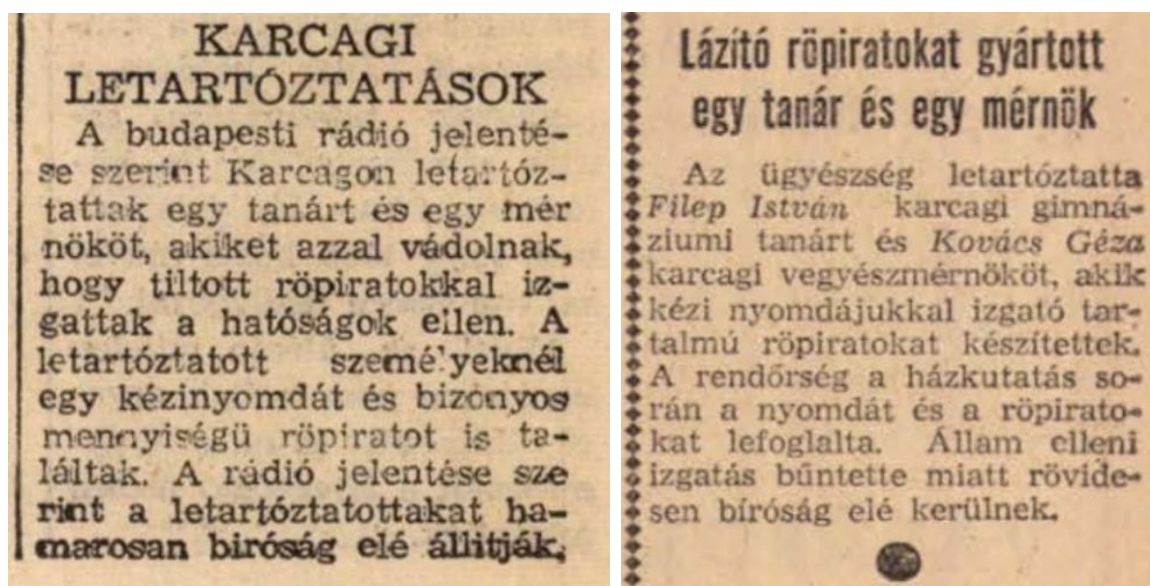 KARCAGI
LETARTÓZTATÁSOK
A budapesti rádió jelenté-
se szerint Karcagon letartóz-
tattak egy tanárt és egy mér
nököt, akiket azzal vádolnak,
hogy tiltott röpiratokkal iz-
gattak a hatóságok ellen. A
letartóztatott személyeknél
egy kézinyomdát és bizonyos
mennyiségü röpiratot is ta-
láltak. A rádió jelentése sze
rint a letartóztatottakat ha-
marosan biróság elé állitják.
Lázító röpiratokat gyártott
egy tanár és egy mérnök
Az ügyészség letartóztatta
Filep István karcagi gimná-
ziumi tanárt és Kovács Géza
karcagi vegyészmérnököt, akik
kézi nyomdájukkal izgató tar-
talmú röpiratokat készítettek.
A rendőrség a házkutatás so-
rán a nyomdát és a röpirato-
kat lefoglalta. Állam elleni
izgatás bűntette miatt rövide-
sen bíróság elé kerülnek.